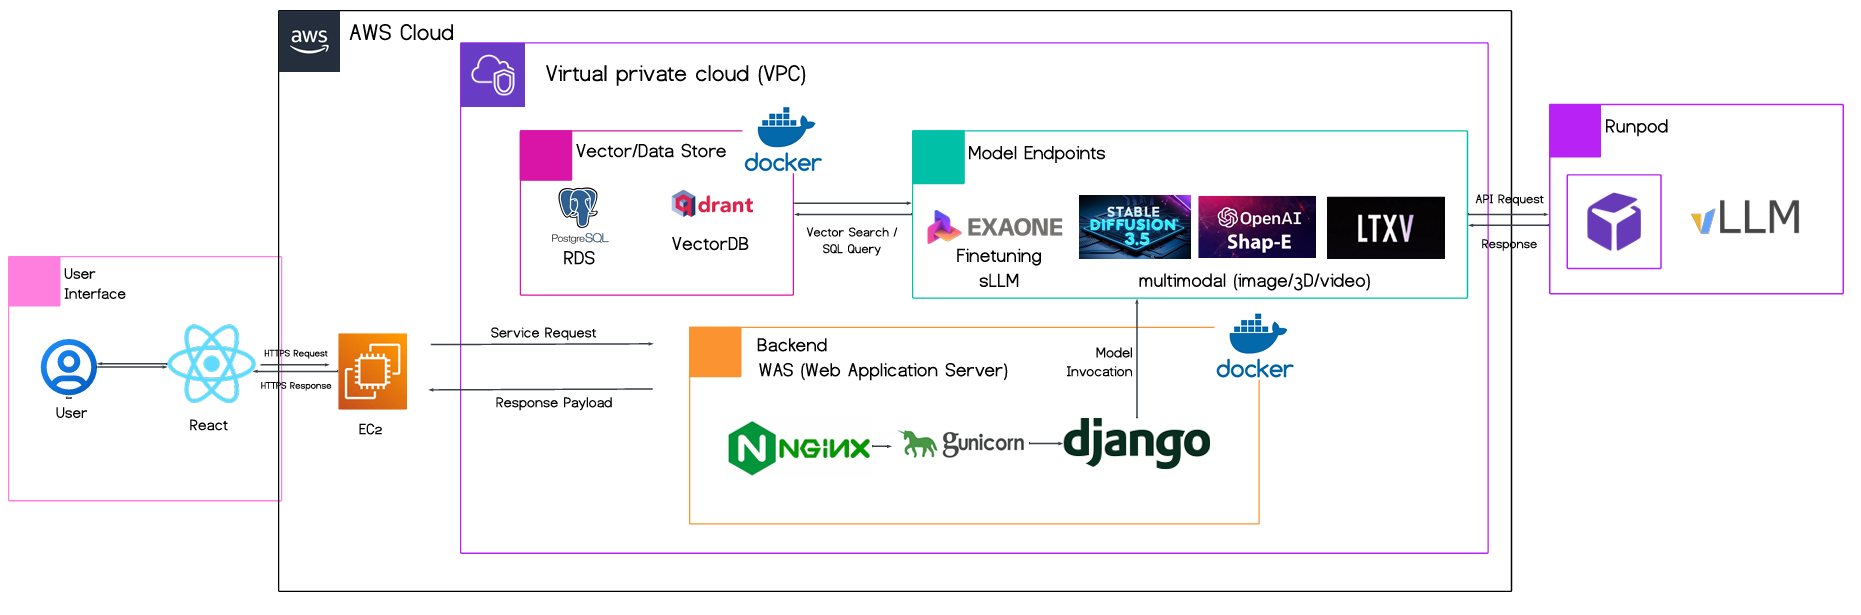 aws
AWS Cloud
Virtual private cloud (VPC)
docker
Vector/Data Store
PostgreSQL
RDS
qdrant
VectorDB
Vector Search /
SQL Query
Model Endpoints
EXAONE
Finetuning
sLLM
STABLE
DIFFUSION
3.5
OpenAI
Shap-E
LTXV
multimodal (image/3D/video)
API Request
Response
Runpod
vLLM
User
Interface
User
React
HTTPS Request
HTTPS Response
EC2
Service Request
Response Payload
Backend
WAS (Web Application Server)
docker
Model
Invocation
N NGINX
gunicorn
django